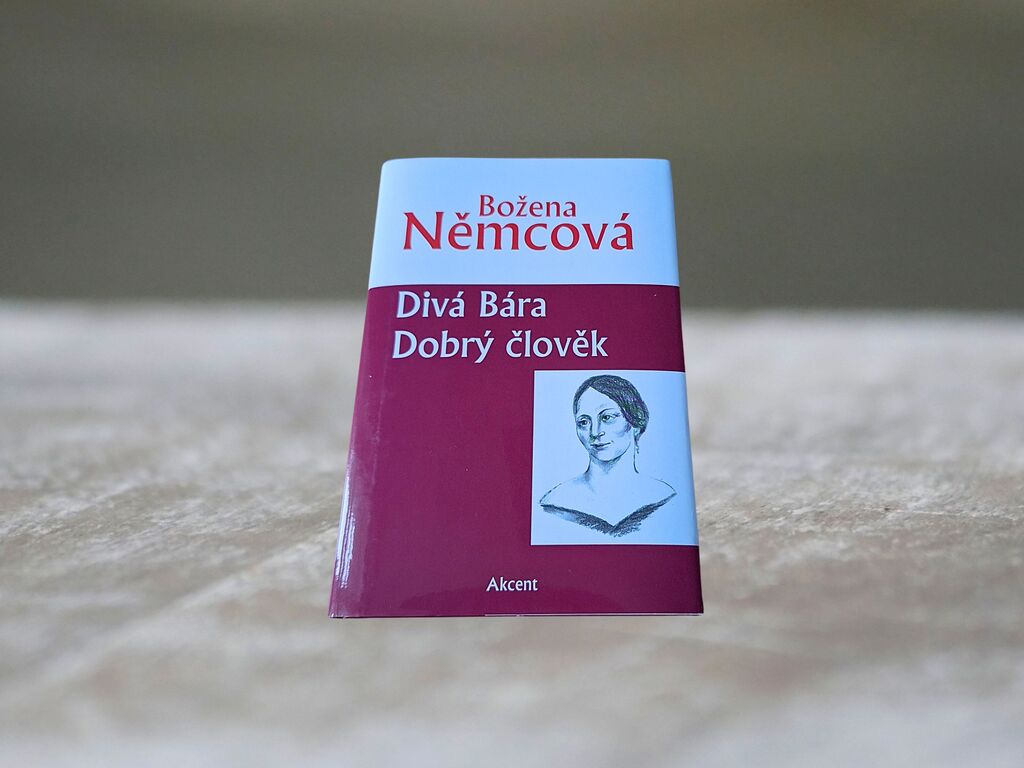 Božena
Němcová
Divá Bára
Dobrý člověk
Akcent